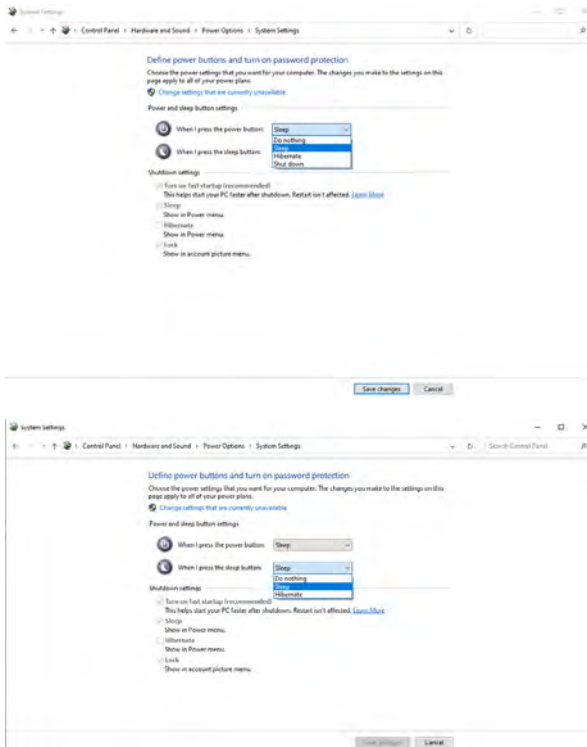 System Settings
Control Panel › Hardware and Sound › Power Options › System Settings
Define power buttons and turn on password protection
Choose the power settings that you want for your computer. The changes you make to the settings on this
page apply to all of your power plans.
Change settings that are currently unavailable
Power and sleep button settings
When I press the power button: Sleep
Do nothing
Sleep
Hibernate
Shut down
When I press the sleep button:
Shutdown settings
Turn on fast startup (recommended)
This helps start your PC faster after shutdown. Restart isn't affected. Learn More
Sleep
Show in Power menu.
Hibernate
Show in Power menu.
Lock
Show in account picture menu.
Save changes Cancel
System Settings
Control Panel › Hardware and Sound › Power Options › System Settings
Search Control Panel
Define power buttons and turn on password protection
Choose the power settings that you want for your computer. The changes you make to the settings on this
page apply to all of your power plans.
Change settings that are currently unavailable
Power and sleep button settings
When I press the power button: Sleep
When I press the sleep button: Sleep
Do nothing
Sleep
Hibernate
Shutdown settings
Turn on fast startup (recommended)
This helps start your PC faster after shutdown. Restart isn't affected. Learn More
Sleep
Show in Power menu.
Hibernate
Show in Power menu.
Lock
Show in account picture menu.
Save changes Cancel